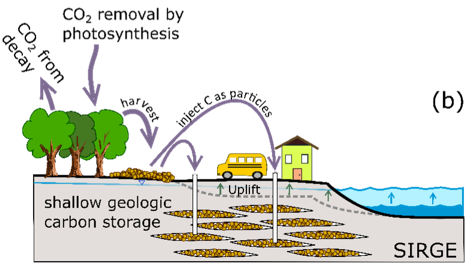 CO2 removal by
photosynthesis
CO2 from
decay
harvest
inject C as particles
(b)
Uplift
shallow geologic
carbon storage
SIRGE